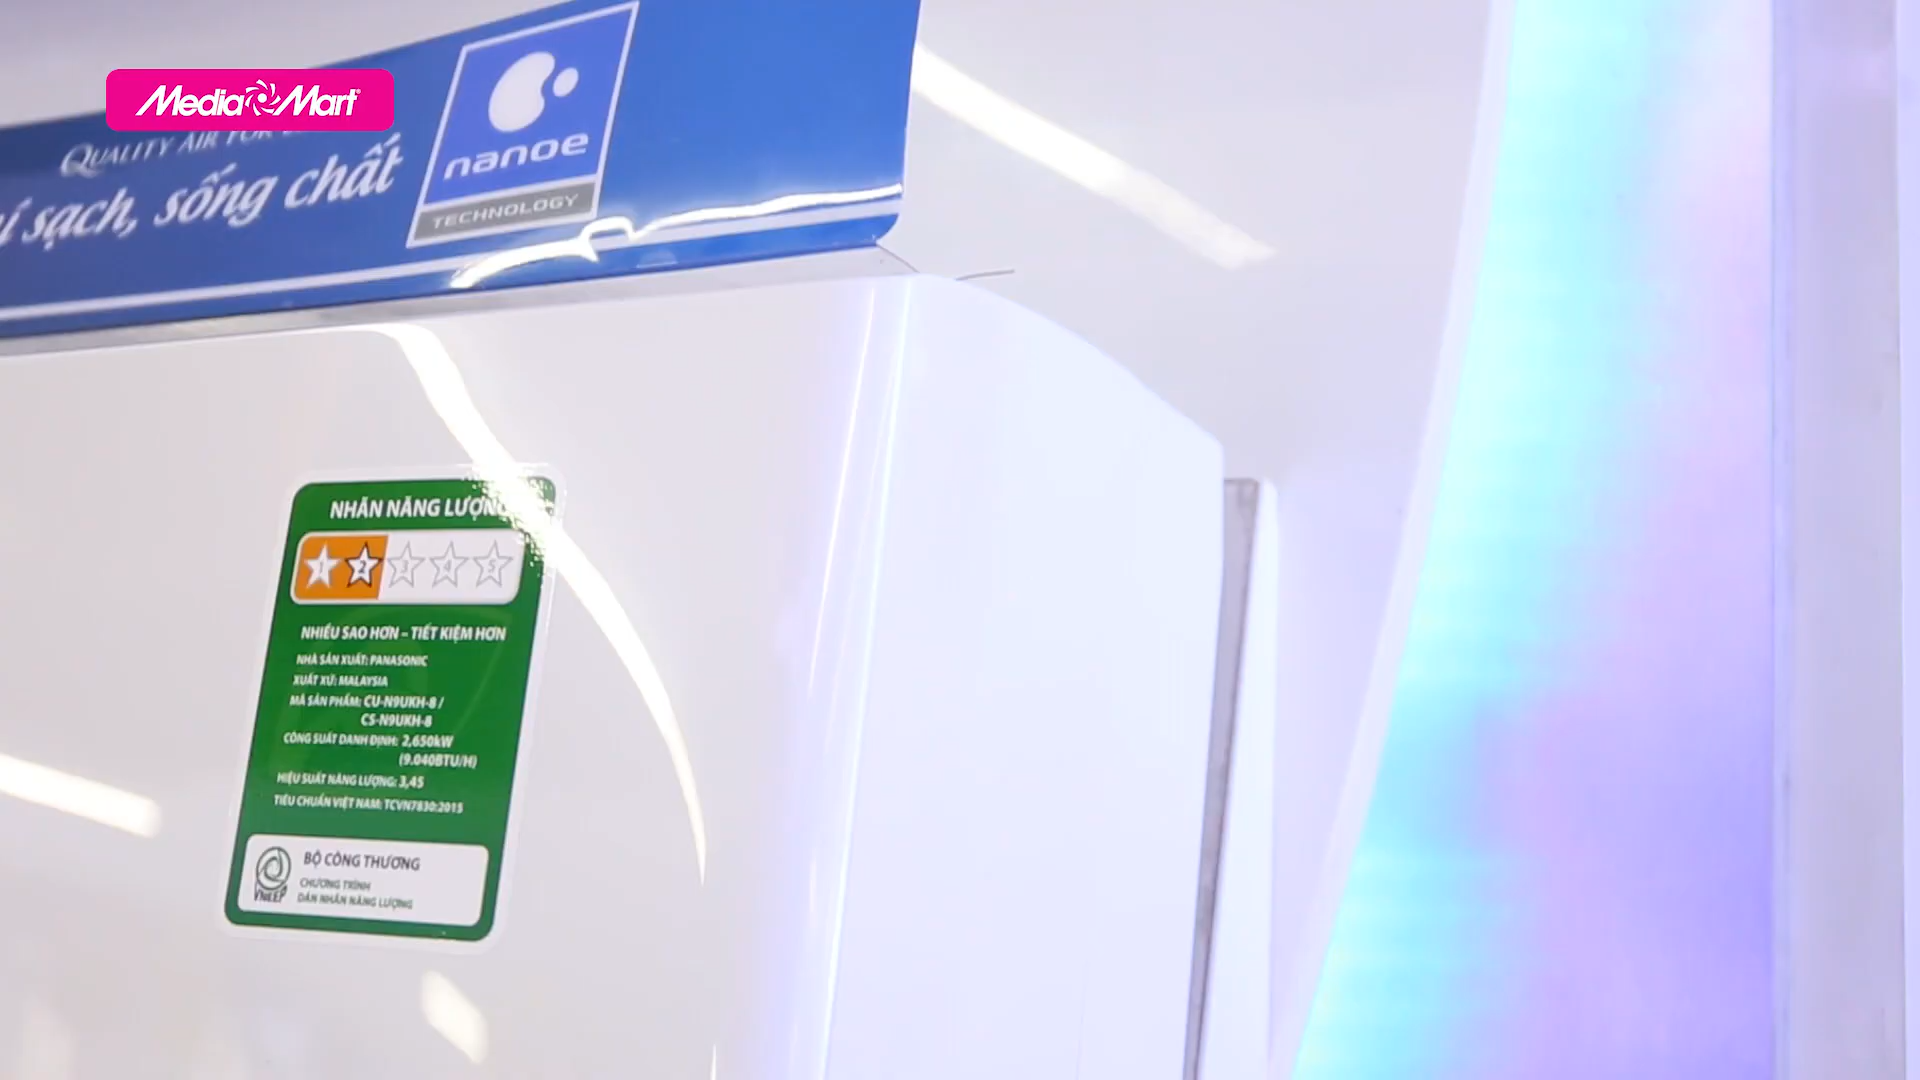 Media Mart
QUALITY AIR FOR
sạch, sống chất
nanoe
TECHNOLOGY
NHÃN NĂNG LƯỢNG
1 2 3 4 5
NHIỀU SAO HƠN – TIẾT KIỆM HƠN
NHÀ SẢN XUẤT: PANASONIC
XUẤT XỨ: MALAYSIA
MÃ SẢN PHẨM: CU-N9UKH-8 /
CS-N9UKH-8
CÔNG SUẤT DANH ĐỊNH: 2,650kW
(9.040BTU/H)
HIỆU SUẤT NĂNG LƯỢNG: 3,45
TIÊU CHUẨN VIỆT NAM: TCVN7830:2015
BỘ CÔNG THƯƠNG
CHƯƠNG TRÌNH
DÁN NHÃN NĂNG LƯỢNG
VNEEP